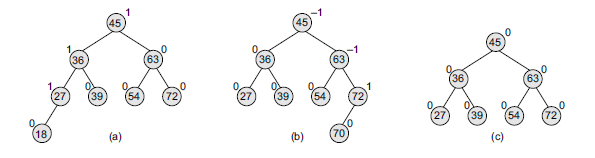 45 1
1 36 63 0
1 27 0 39 0 54 72 0
0 18
(a)
45 –1
0 36 63 –1
0 27 0 39 0 54 72 1
70 0
(b)
45 0
0 36 63 0
0 27 0 39 0 54 72 0
(c)